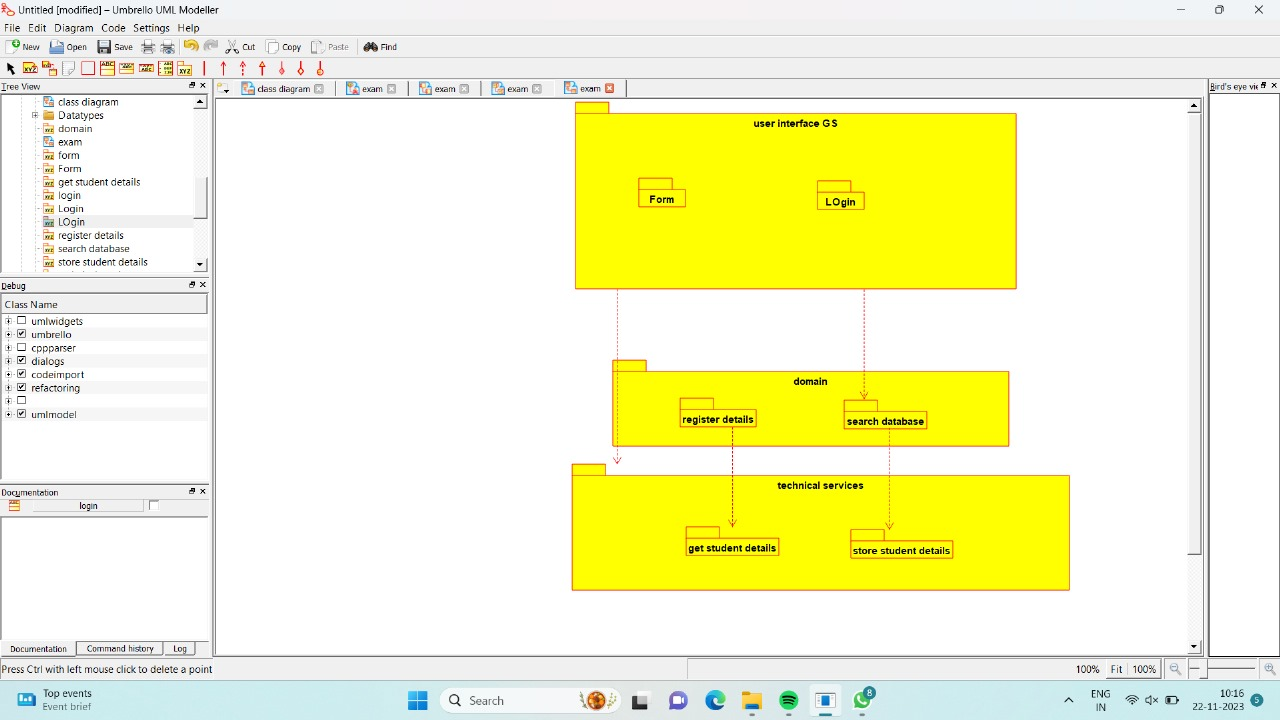 Untitled [modified] – Umbrello UML Modeller
File Edit Diagram Code Settings Help
New Open Save Cut Copy Paste Find
Tree View
class diagram
Datatypes
domain
exam
form
Form
get student details
login
Login
LOgin
register details
search database
store student details
Debug
Class Name
umlwidgets
umbrello
cppparser
dialogs
codeimport
refactoring
umlmodel
Documentation
login
Documentation Command history Log
class diagram exam exam exam exam
user interface GS
Form
LOgin
domain
register details
search database
technical services
get student details
store student details
Bird's eye vie
Press Ctrl with left mouse click to delete a point
100% Fit 100%
Top events
Event brief
Search
8
ENG
IN
10:16
22-11-2023
5